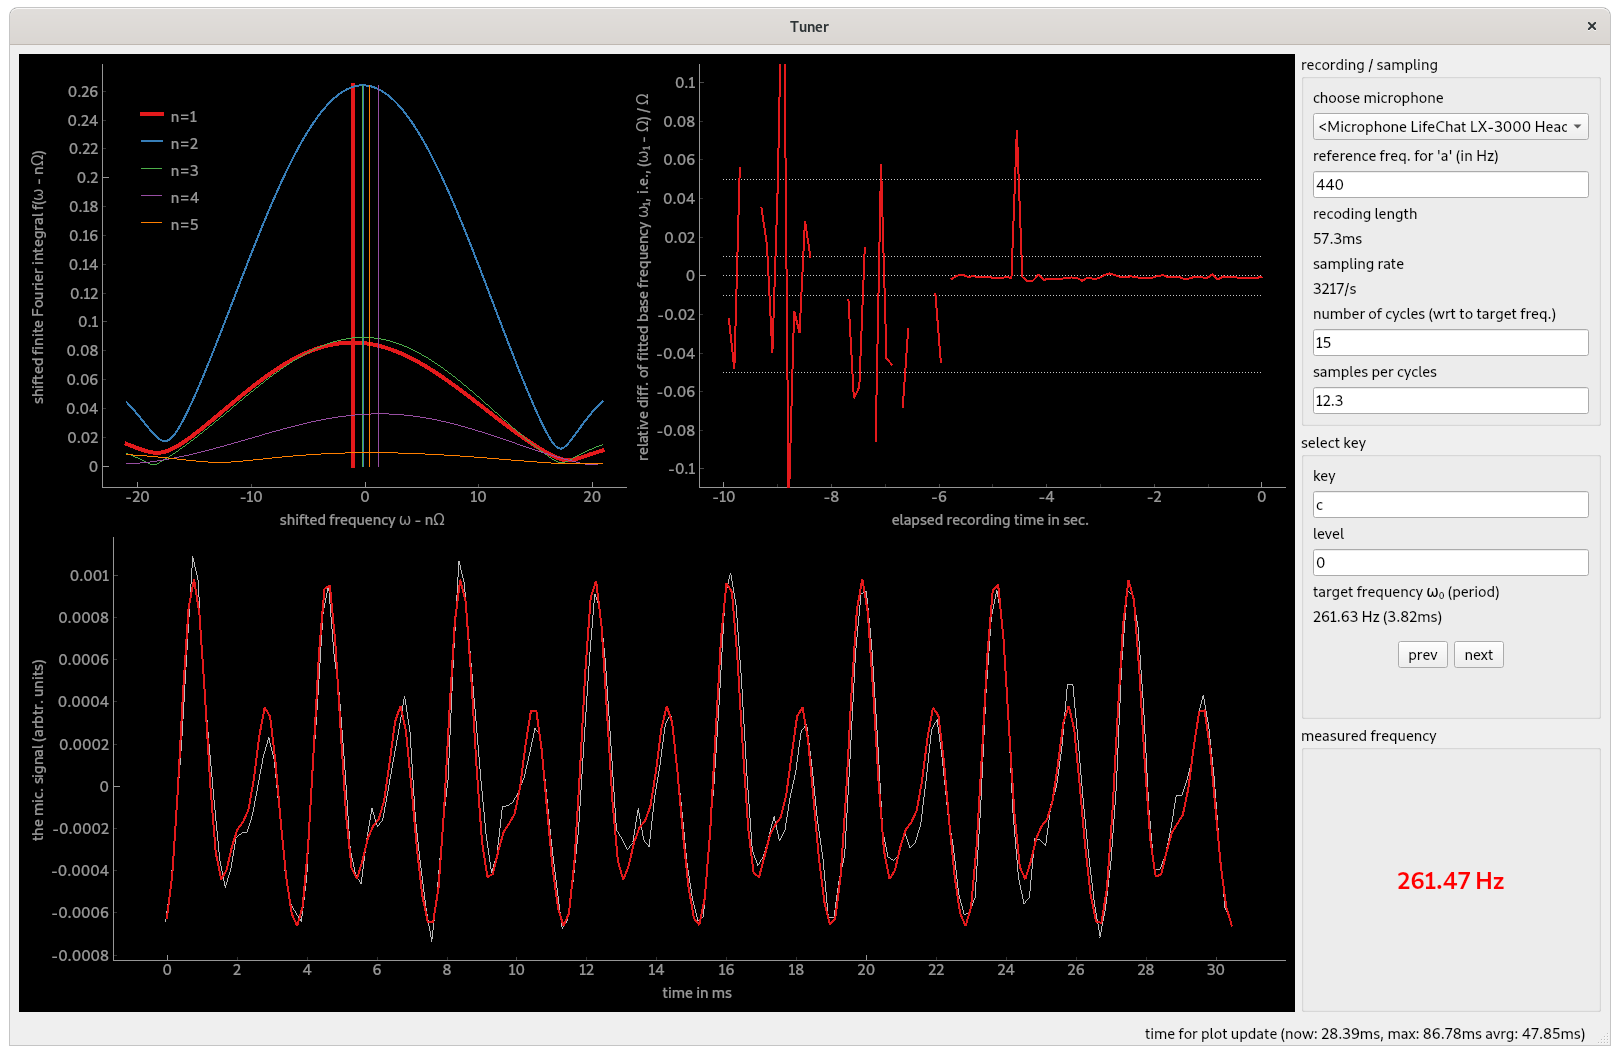 Tuner
×
shifted finite Fourier integral f(ω - nΩ)
0.26
0.24
0.22
0.2
0.18
0.16
0.14
0.12
0.1
0.08
0.06
0.04
0.02
0
n=1
n=2
n=3
n=4
n=5
-20
-10
0
10
20
shifted frequency ω - nΩ
relative diff. of fitted base frequency ω₁, i.e., (ω₁ - Ω) / Ω
0.1
0.08
0.06
0.04
0.02
0
-0.02
-0.04
-0.06
-0.08
-0.1
-10
-8
-6
-4
-2
0
elapsed recording time in sec.
the mic. signal (arbtr. units)
0.001
0.0008
0.0006
0.0004
0.0002
0
-0.0002
-0.0004
-0.0006
-0.0008
0
2
4
6
8
10
12
14
16
18
20
22
24
26
28
30
time in ms
recording / sampling
choose microphone
<Microphone LifeChat LX-3000 Heac
reference freq. for 'a' (in Hz)
440
recoding length
57.3ms
sampling rate
3217/s
number of cycles (wrt to target freq.)
15
samples per cycles
12.3
select key
key
c
level
0
target frequency ω₀ (period)
261.63 Hz (3.82ms)
prev
next
measured frequency
261.47 Hz
time for plot update (now: 28.39ms, max: 86.78ms avrg: 47.85ms)